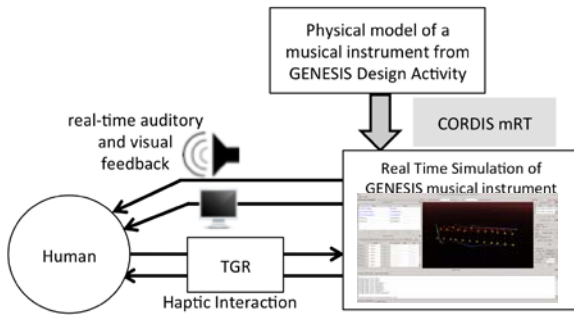 Physical model of a
musical instrument from
GENESIS Design Activity
real-time auditory
and visual
feedback
CORDIS mRT
Real Time Simulation of
GENESIS musical instrument
Human
TGR
Haptic Interaction